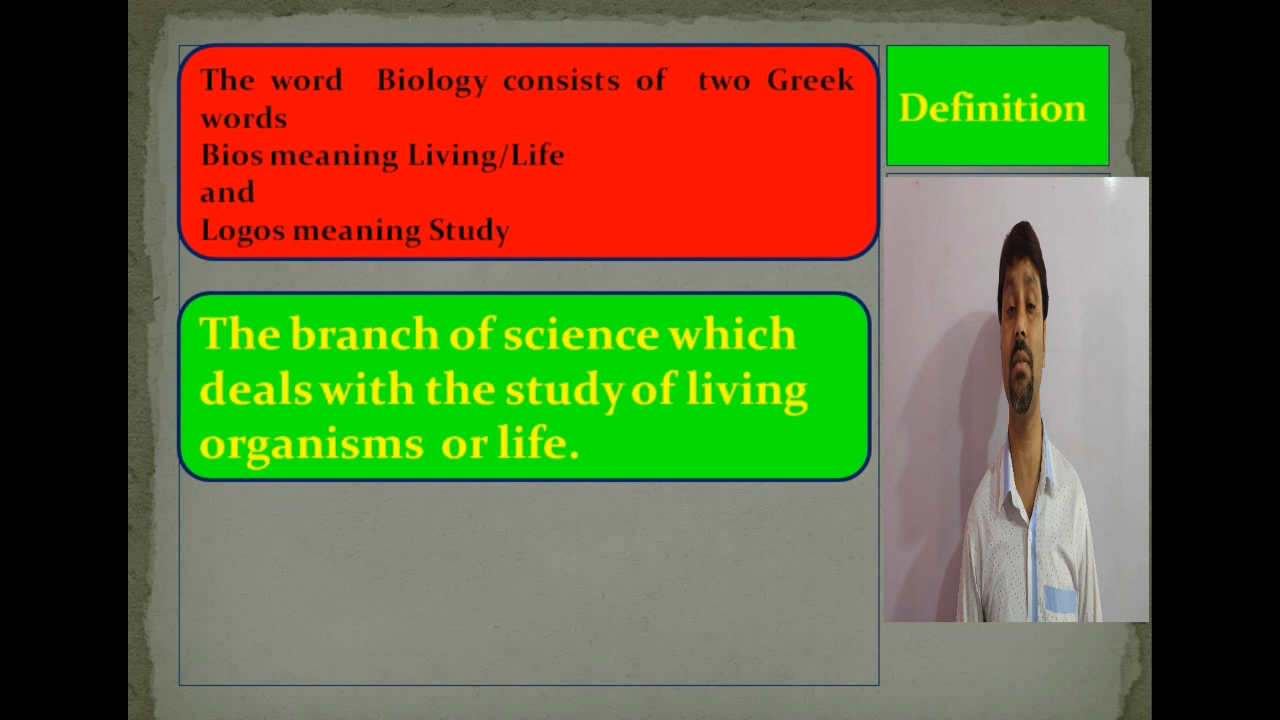 The word Biology consists of two Greek
words
Bios meaning Living/Life
and
Logos meaning Study
Definition
The branch of science which
deals with the study of living
organisms or life.